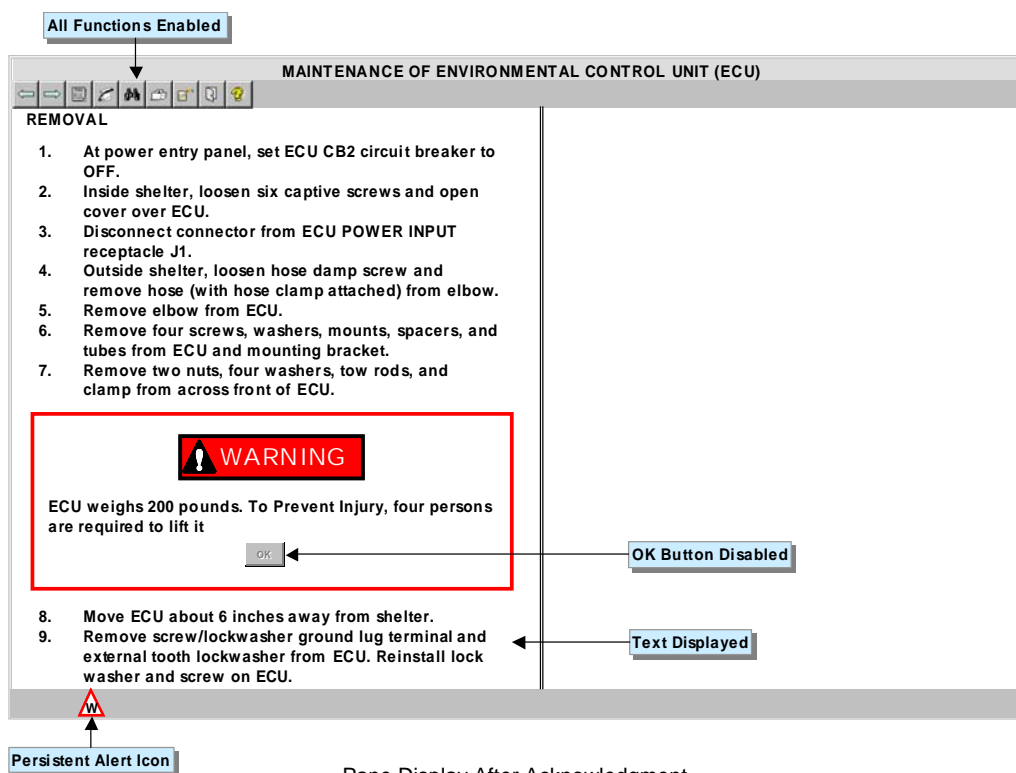 All Functions Enabled
MAINTENANCE OF ENVIRONMENTAL CONTROL UNIT (ECU)
REMOVAL
1. At power entry panel, set ECU CB2 circuit breaker to
OFF.
2. Inside shelter, loosen six captive screws and open
cover over ECU.
3. Disconnect connector from ECU POWER INPUT
receptacle J1.
4. Outside shelter, loosen hose damp screw and
remove hose (with hose clamp attached) from elbow.
5. Remove elbow from ECU.
6. Remove four screws, washers, mounts, spacers, and
tubes from ECU and mounting bracket.
7. Remove two nuts, four washers, tow rods, and
clamp from across front of ECU.
WARNING
ECU weighs 200 pounds. To Prevent Injury, four persons
are required to lift it
OK
OK Button Disabled
8. Move ECU about 6 inches away from shelter.
9. Remove screw/lockwasher ground lug terminal and
external tooth lockwasher from ECU. Reinstall lock
washer and screw on ECU.
Text Displayed
W
Persistent Alert Icon
Pane Display After Acknowledgment